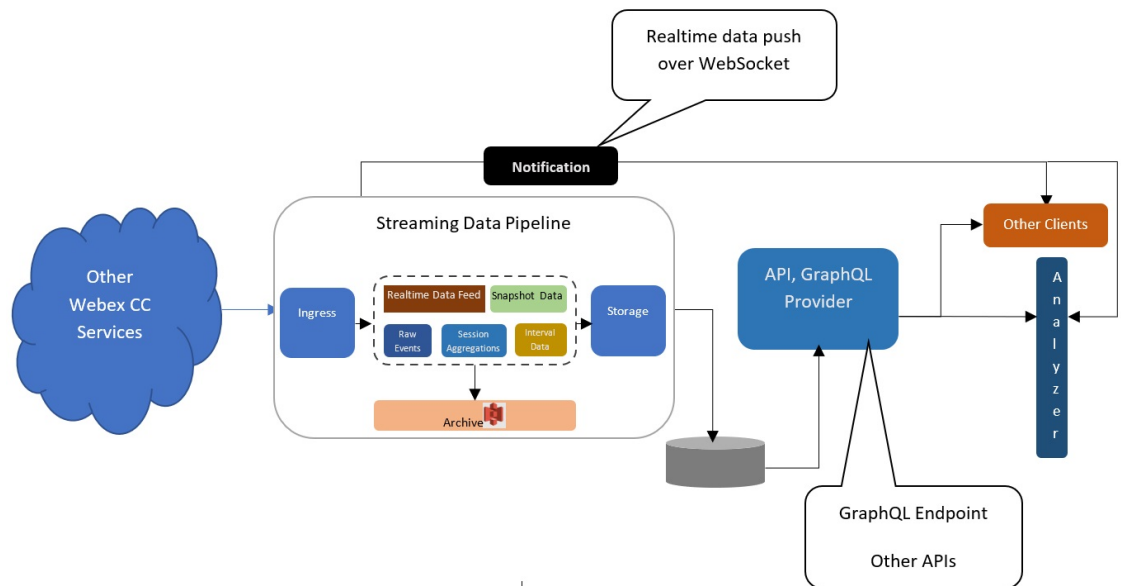 Realtime data push
over WebSocket
Notification
Streaming Data Pipeline
Other
Webex CC
Services
Ingress
Realtime Data Feed
Snapshot Data
Raw
Events
Session
Aggregations
Interval
Data
Storage
Archive
API, GraphQL
Provider
Other Clients
A
n
a
l
y
z
e
r
GraphQL Endpoint
Other APIs